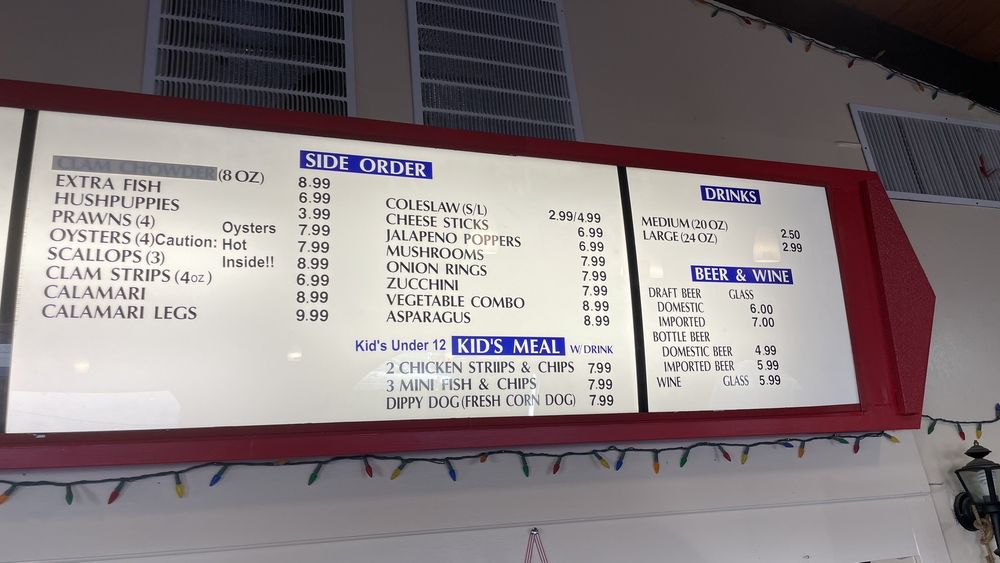 SIDE ORDER
CLAM CHOWDER (8 OZ) 8.99
EXTRA FISH 6.99
HUSHPUPPIES 3.99
PRAWNS (4) 7.99
OYSTERS (4) Caution: Oysters Hot Inside!! 7.99
SCALLOPS (3) 8.99
CLAM STRIPS (4oz) 6.99
CALAMARI 8.99
CALAMARI LEGS 9.99
COLESLAW (S/L) 2.99/4.99
CHEESE STICKS 6.99
JALAPENO POPPERS 6.99
MUSHROOMS 7.99
ONION RINGS 7.99
ZUCCHINI 7.99
VEGETABLE COMBO 8.99
ASPARAGUS 8.99
Kid's Under 12 KID'S MEAL W/ DRINK
2 CHICKEN STRIIPS & CHIPS 7.99
3 MINI FISH & CHIPS 7.99
DIPPY DOG (FRESH CORN DOG) 7.99
DRINKS
MEDIUM (20 OZ) 2.50
LARGE (24 OZ) 2.99
BEER & WINE
DRAFT BEER GLASS
DOMESTIC 6.00
IMPORTED 7.00
BOTTLE BEER
DOMESTIC BEER 4.99
IMPORTED BEER 5.99
WINE GLASS 5.99